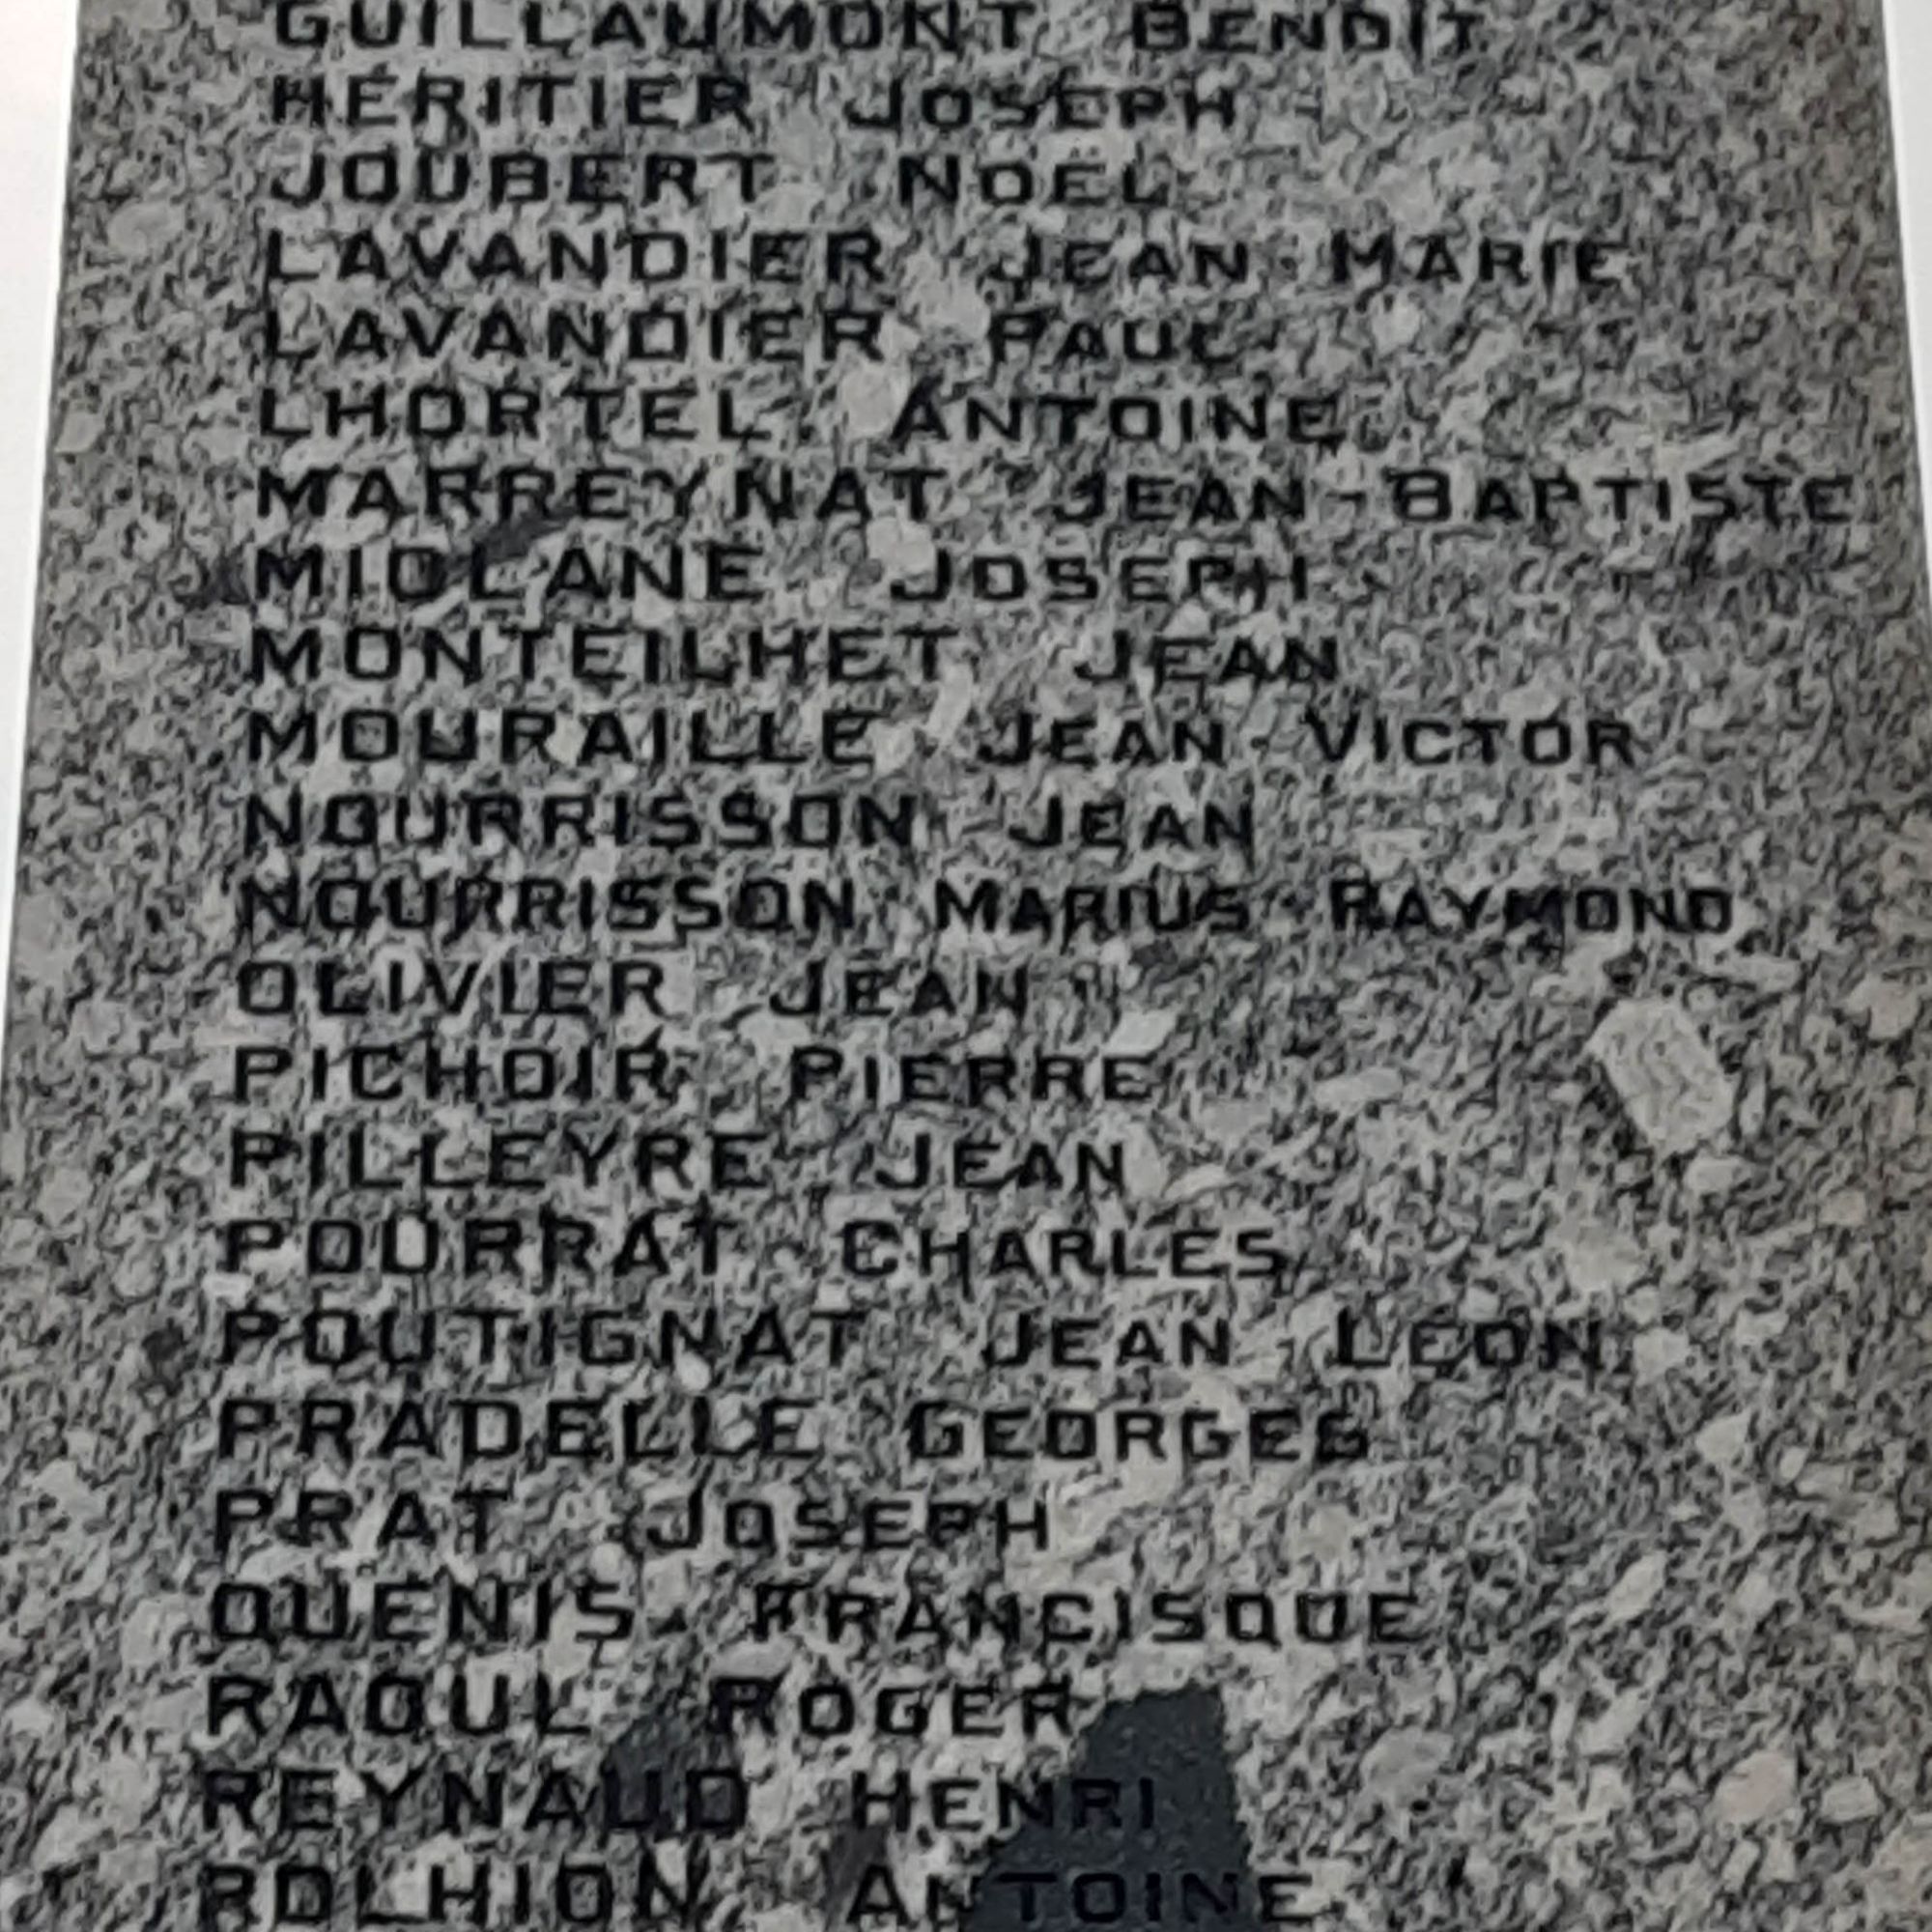 GUILLAUMONT BENOIT
HÉRITIER JOSEPH
JOUBERT NOËL
LAVANDIER JEAN-MARIE
LAVANDIER PAUL
LHORTEL ANTOINE
MARREYNAT JEAN-BAPTISTE
MIOLANE JOSEPH
MONTEILHET JEAN
MOURAILLE JEAN-VICTOR
NOURRISSON JEAN
NOURRISSON MARIUS-RAYMOND
OLIVIER JEAN
PICHOIR PIERRE
PILLEYRE JEAN
POURRAT CHARLES
POUTIGNAT JEAN-LEON
PRADELLE GEORGES
PRAT JOSEPH
QUENIS FRANCISQUE
RAOUL ROGER
REYNAUD HENRI
ROLHION ANTOINE